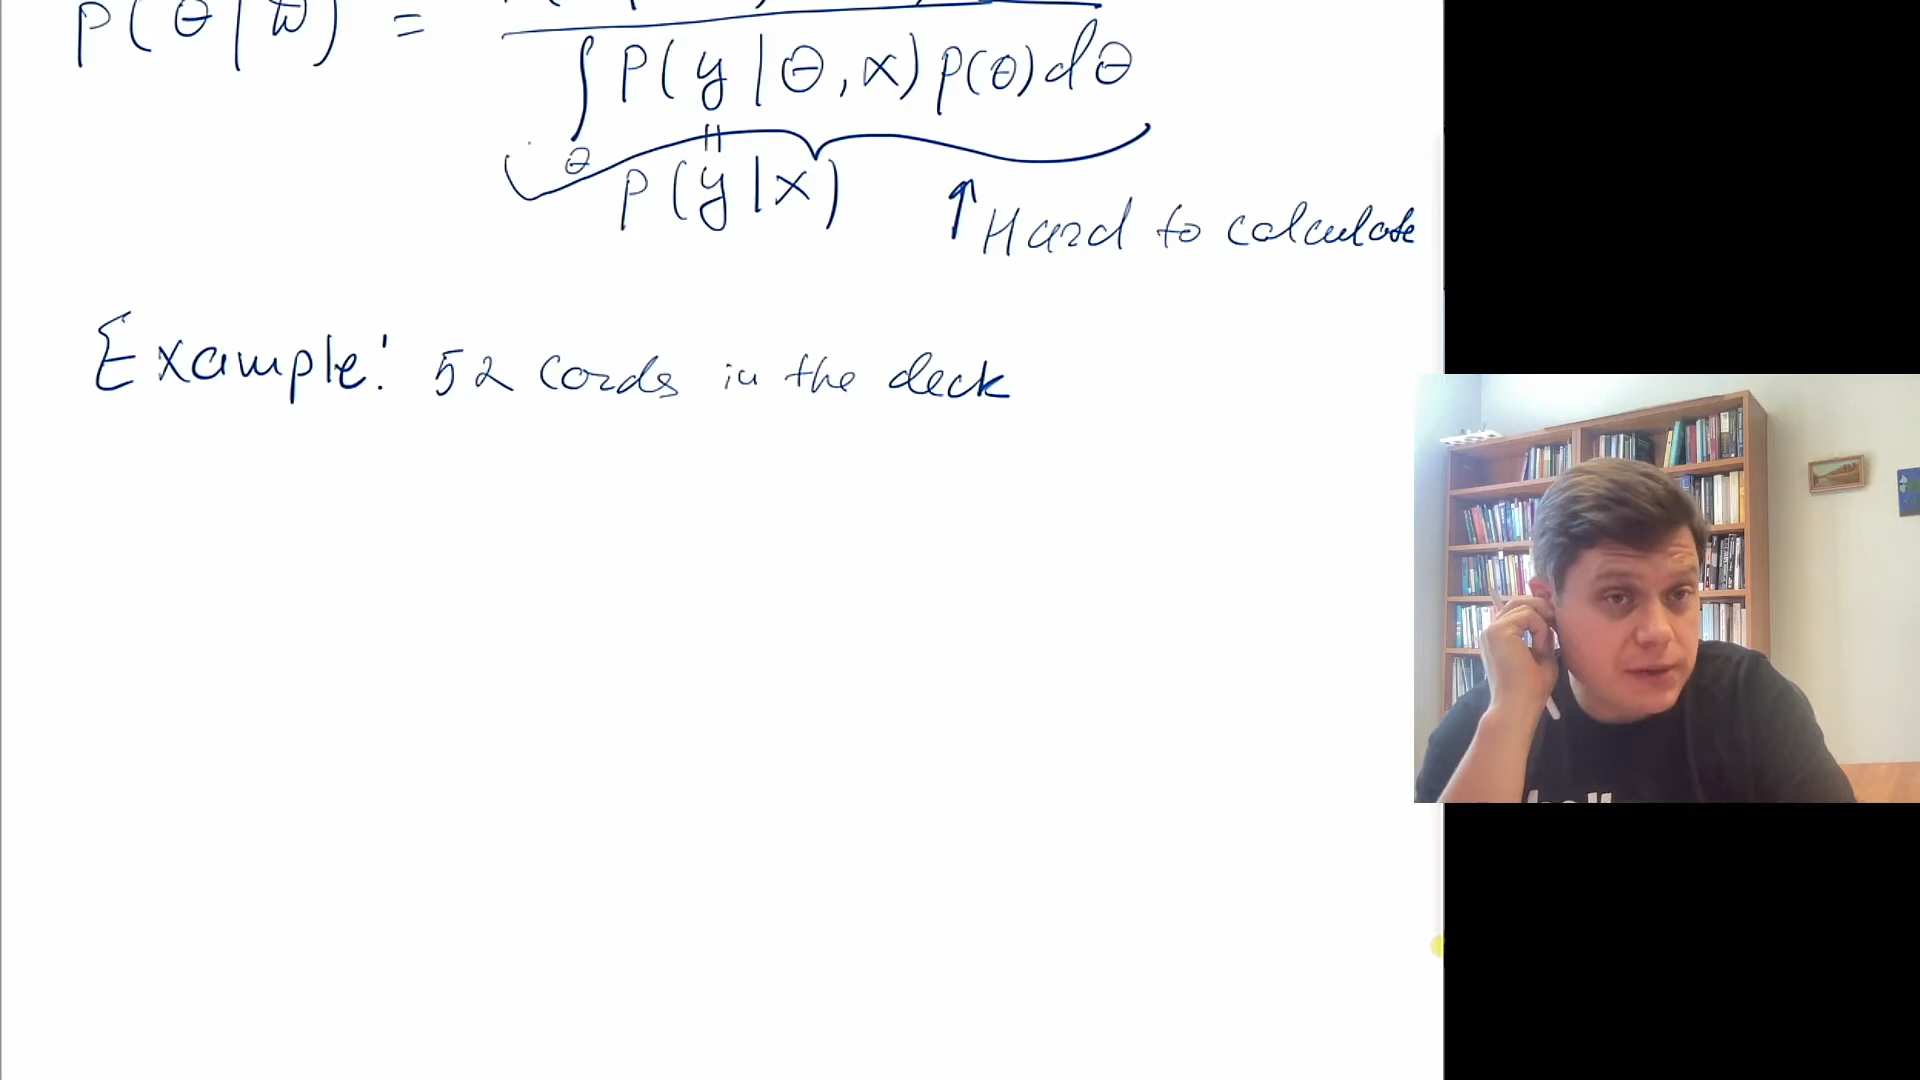 p(θ|D) =
∫ P(y|θ,x) p(θ) dθ
θ
=
p(y|x) ↑ Hard to calculate
Example: 52 cards in the deck